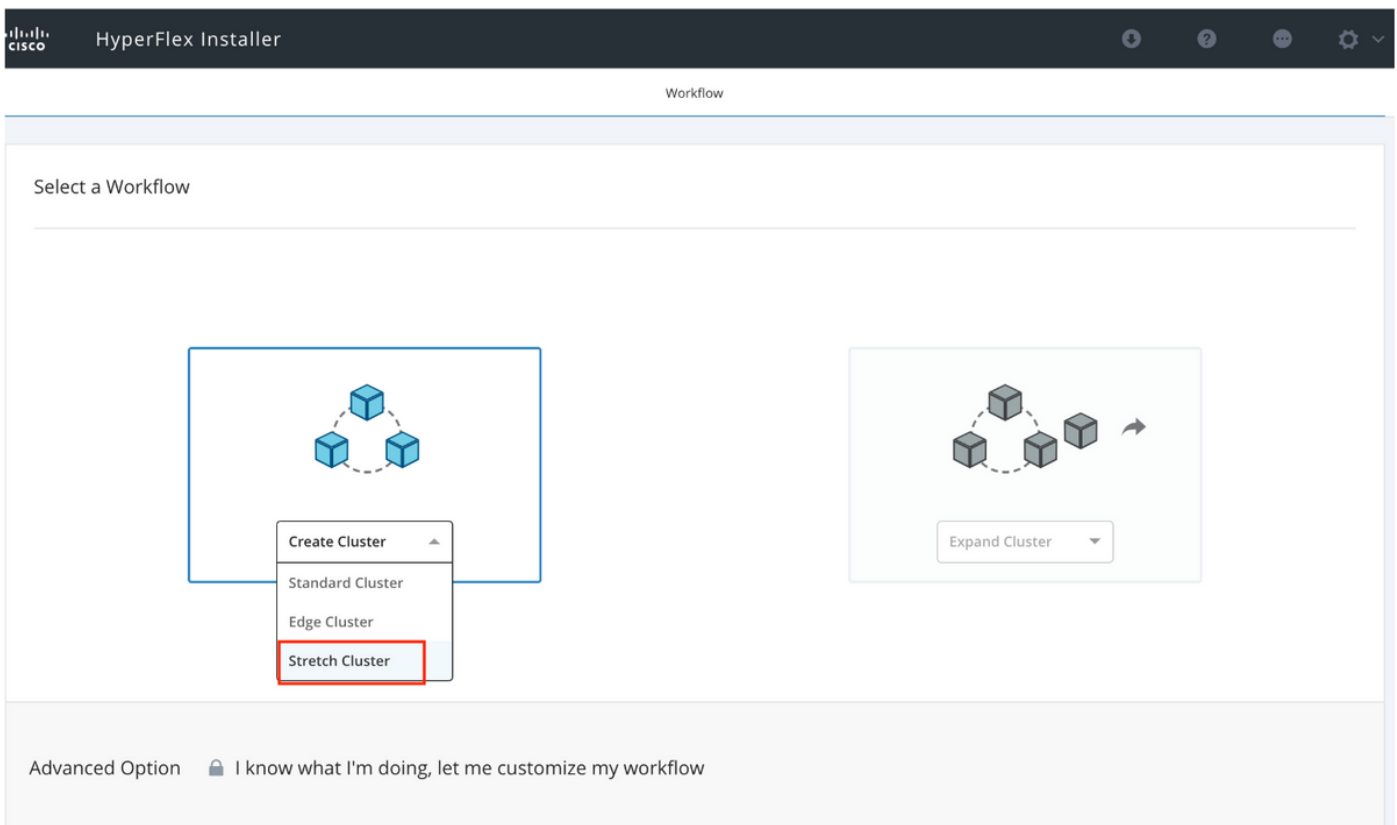 CISCO
HyperFlex Installer
Workflow
Select a Workflow
Create Cluster
Standard Cluster
Edge Cluster
Stretch Cluster
Expand Cluster
Advanced Option I know what I'm doing, let me customize my workflow